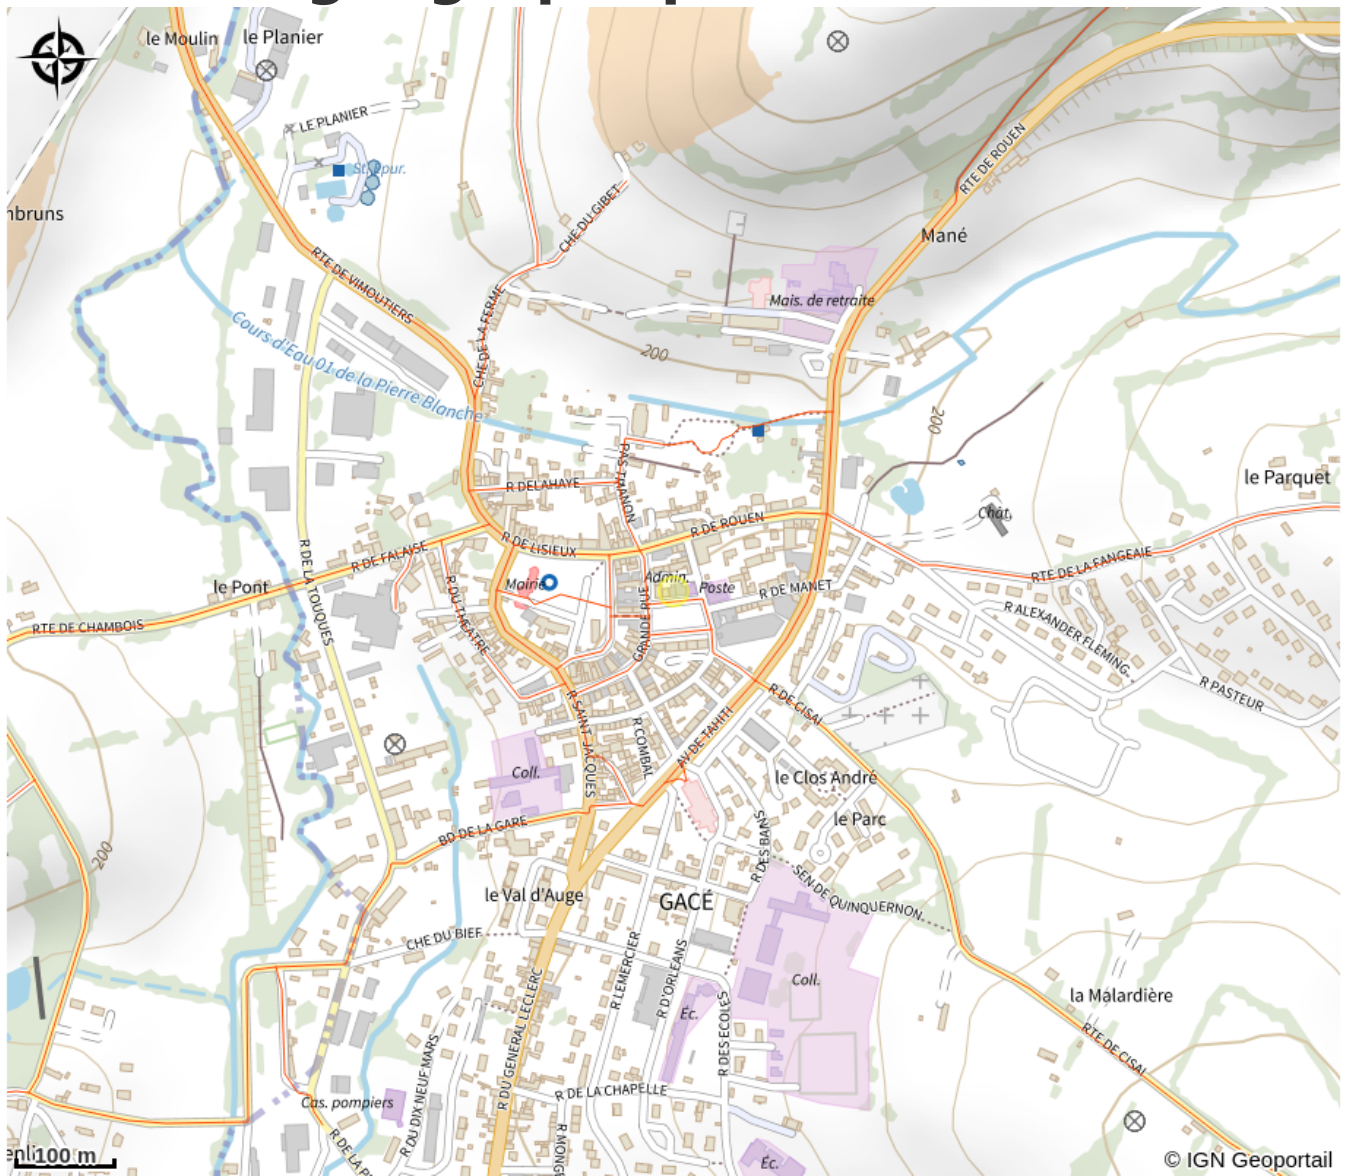 le Moulin
le Planier
LE PLANIER
St. Épur.
CHE DU GIBET
RTE DE ROUEN
Mané
Mais. de retraite
RTE DE VIMOUTIERS
CHE DE LA FERME
Cours d'Eau 01 de la Pierre Blanche
200
200
le Parquet
PAS TMANON
R DELAHAYE
R DE ROUEN
Chât.
R DE LISIEUX
R DE FALAISE
RTE DE LA FANGEAIE
le Pont
Mairie
Admin.
Poste
R DE MANET
R DE LA TOUQUES
R DU THEATRE
GRANDE RUE
R ALEXANDER FLEMING
RTE DE CHAMBOIS
R PASTEUR
R DE CISAI
R SAINT-JACQUES
R COMBAL
AV DE TAHITI
Coll.
le Clos André
le Parc
BD DE LA GARE
R DES BAINS
200
SEN DE QUINQUERNON
le Val d'Auge
GACÉ
CHE DU BIEF
R LEMERCIER
R D'ORLEANS
Coll.
la Malardière
R DU GENERAL LECLERC
Éc.
R DES ECOLES
RTE DE CISAI
R DU DIX NEUF MARS
R DE LA CHAPELLE
Cas. pompiers
Éc.
100 m
© IGN Geoportail